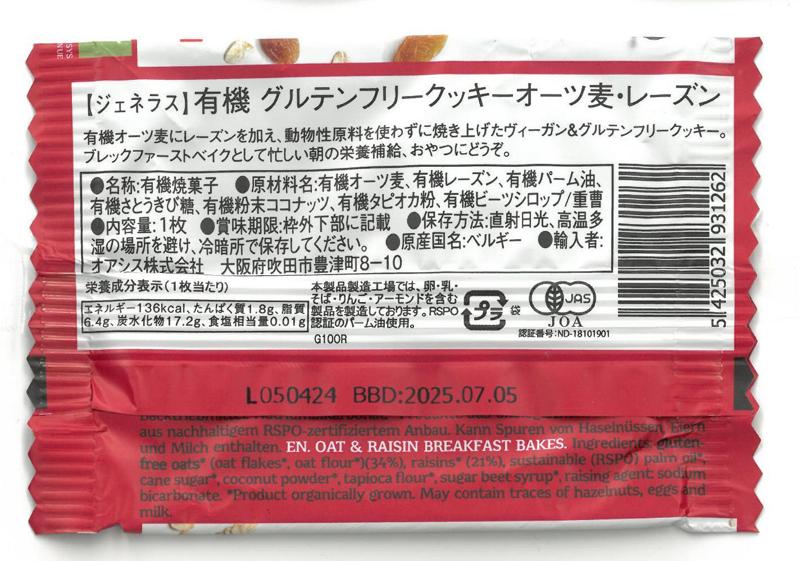 【ジェネラス】有機 グルテンフリークッキーオーツ麦・レーズン
有機オーツ麦にレーズンを加え、動物性原料を使わずに焼き上げたヴィーガン&グルテンフリークッキー。
ブレックファーストベイクとして忙しい朝の栄養補給、おやつにどうぞ。
●名称:有機焼菓子 ●原材料名:有機オーツ麦、有機レーズン、有機パーム油、
有機さとうきび糖、有機粉末ココナッツ、有機タピオカ粉、有機ビーツシロップ/重曹
●内容量:1枚 ●賞味期限:枠外下部に記載 ●保存方法:直射日光、高温多
湿の場所を避け、冷暗所で保存してください。 ●原産国名:ベルギー ●輸入者:
オアシス株式会社 大阪府吹田市豊津町8-10
栄養成分表示(1枚当たり)
エネルギー136kcal、たんぱく質1.8g、脂質
6.4g、炭水化物17.2g、食塩相当量0.01g
本製品製造工場では、卵・乳・
そば・りんご・アーモンドを含む
製品を製造しております。RSPO
認証のパーム油使用。
G100R
プラ
袋
JAS
JOA
認証番号:ND-18101901
5 425032 931262
L050424 BBD:2025.07.05
aus nachhaltigem RSPO-zertifiziertem Anbau. Kann Spuren von Haselnüssen, Eiern
und Milch enthalten. EN. OAT & RAISIN BREAKFAST BAKES. Ingredients: gluten-
free oats* (oat flakes*, oat flour*)(34%), raisins* (21%), sustainable (RSPO) palm oil*,
cane sugar*, coconut powder*, tapioca flour*, sugar beet syrup*, raising agent: sodium
bicarbonate. *Product organically grown. May contain traces of hazelnuts, eggs and
milk.